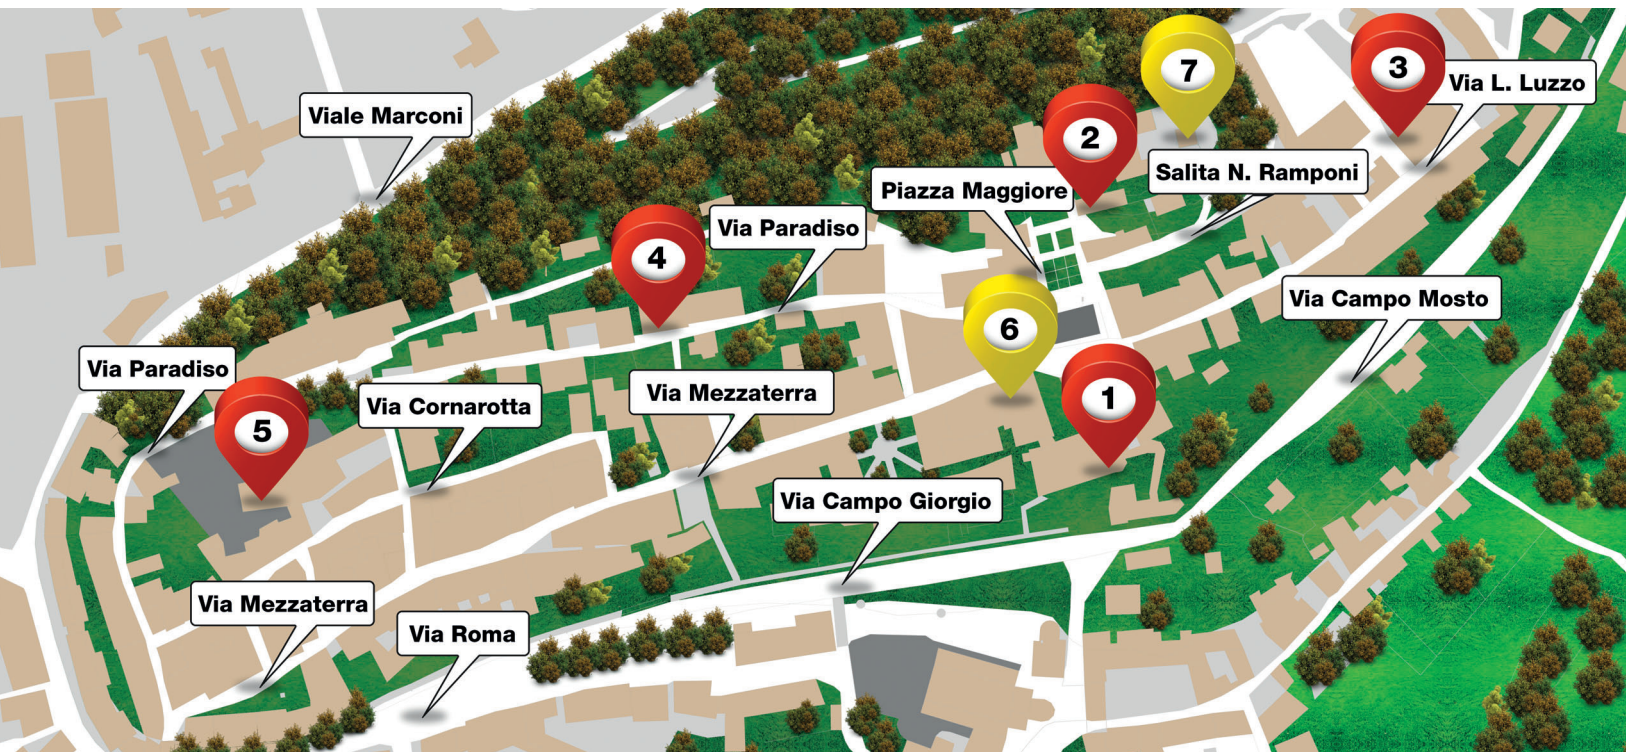 7
3
Via L. Luzzo
Viale Marconi
2
Salita N. Ramponi
Piazza Maggiore
Via Paradiso
4
Via Campo Mosto
6
Via Paradiso
Via Mezzaterra
1
Via Cornarotta
5
Via Campo Giorgio
Via Mezzaterra
Via Roma